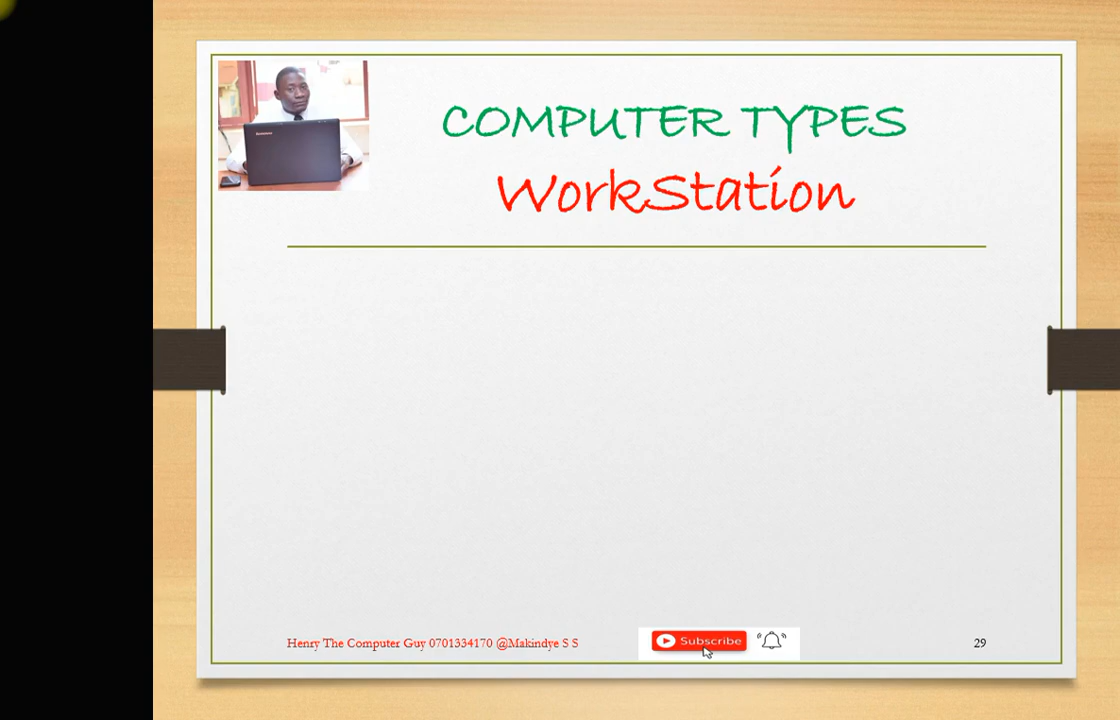 COMPUTER TYPES
WorkStation
Henry The Computer Guy 0701334170 @Makindye S S
Subscribe
29